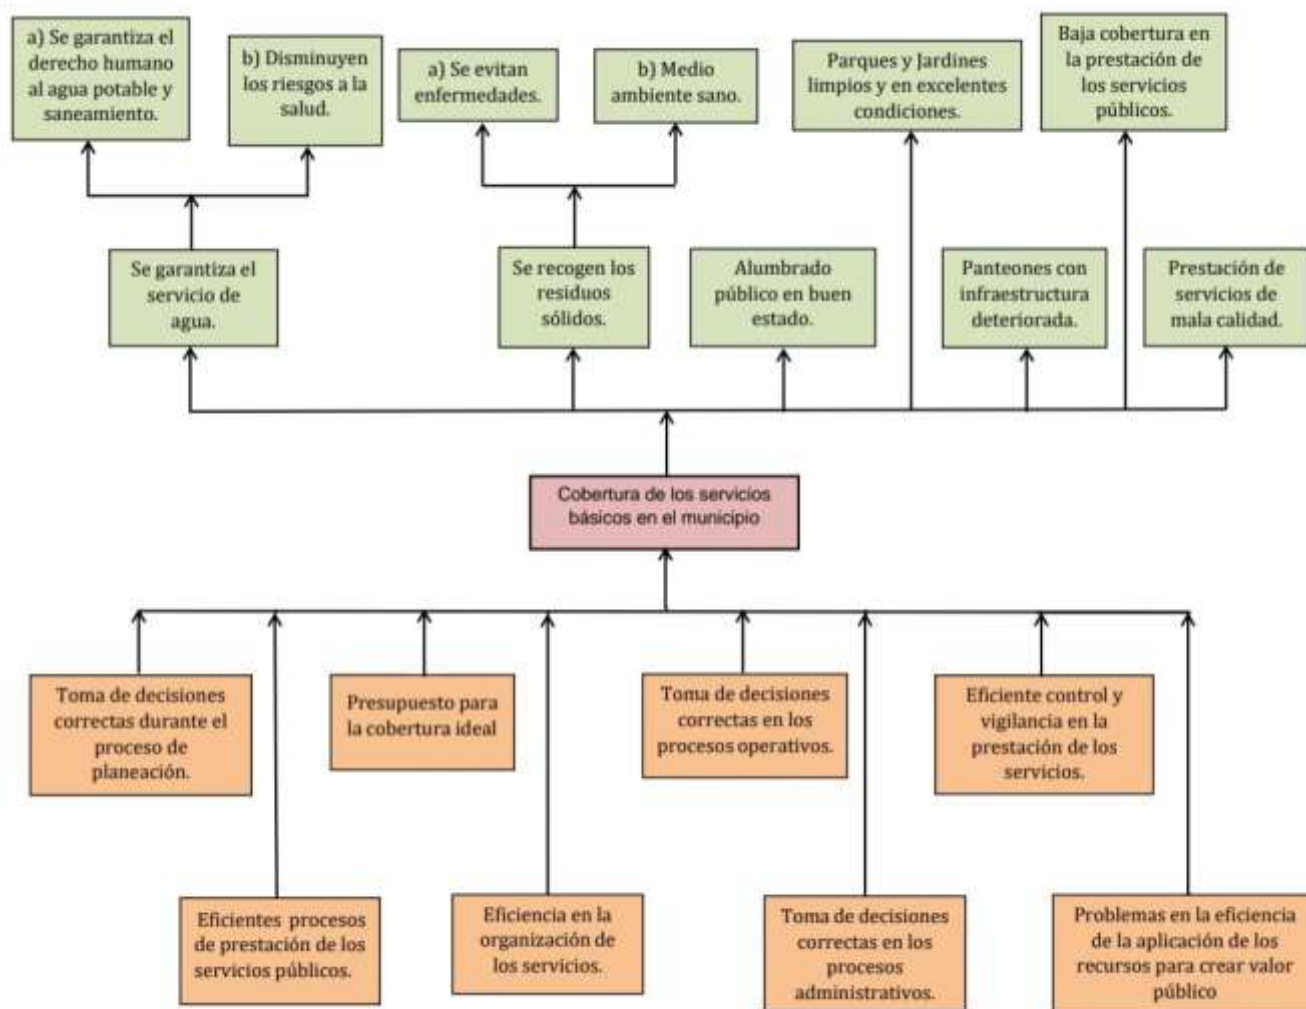 a) Se garantiza el
derecho humano
al agua potable y
saneamiento.
b) Disminuyen
los riesgos a la
salud.
a) Se evitan
enfermedades.
b) Medio
ambiente sano.
Parques y Jardines
limpios y en excelentes
condiciones.
Baja cobertura en
la prestación de
los servicios
públicos.
Se garantiza el
servicio de
agua.
Se recogen los
residuos
sólidos.
Alumbrado
público en buen
estado.
Panteones con
infraestructura
deteriorada.
Prestación de
servicios de
mala calidad.
Cobertura de los servicios
básicos en el municipio
Toma de decisiones
correctas durante el
proceso de
planeación.
Presupuesto para
la cobertura ideal
Toma de decisiones
correctas en los
procesos operativos.
Eficiente control y
vigilancia en la
prestación de los
servicios.
Eficientes procesos
de prestación de los
servicios públicos.
Eficiencia en la
organización de
los servicios.
Toma de decisiones
correctas en los
procesos
administrativos.
Problemas en la eficiencia
de la aplicación de los
recursos para crear valor
público